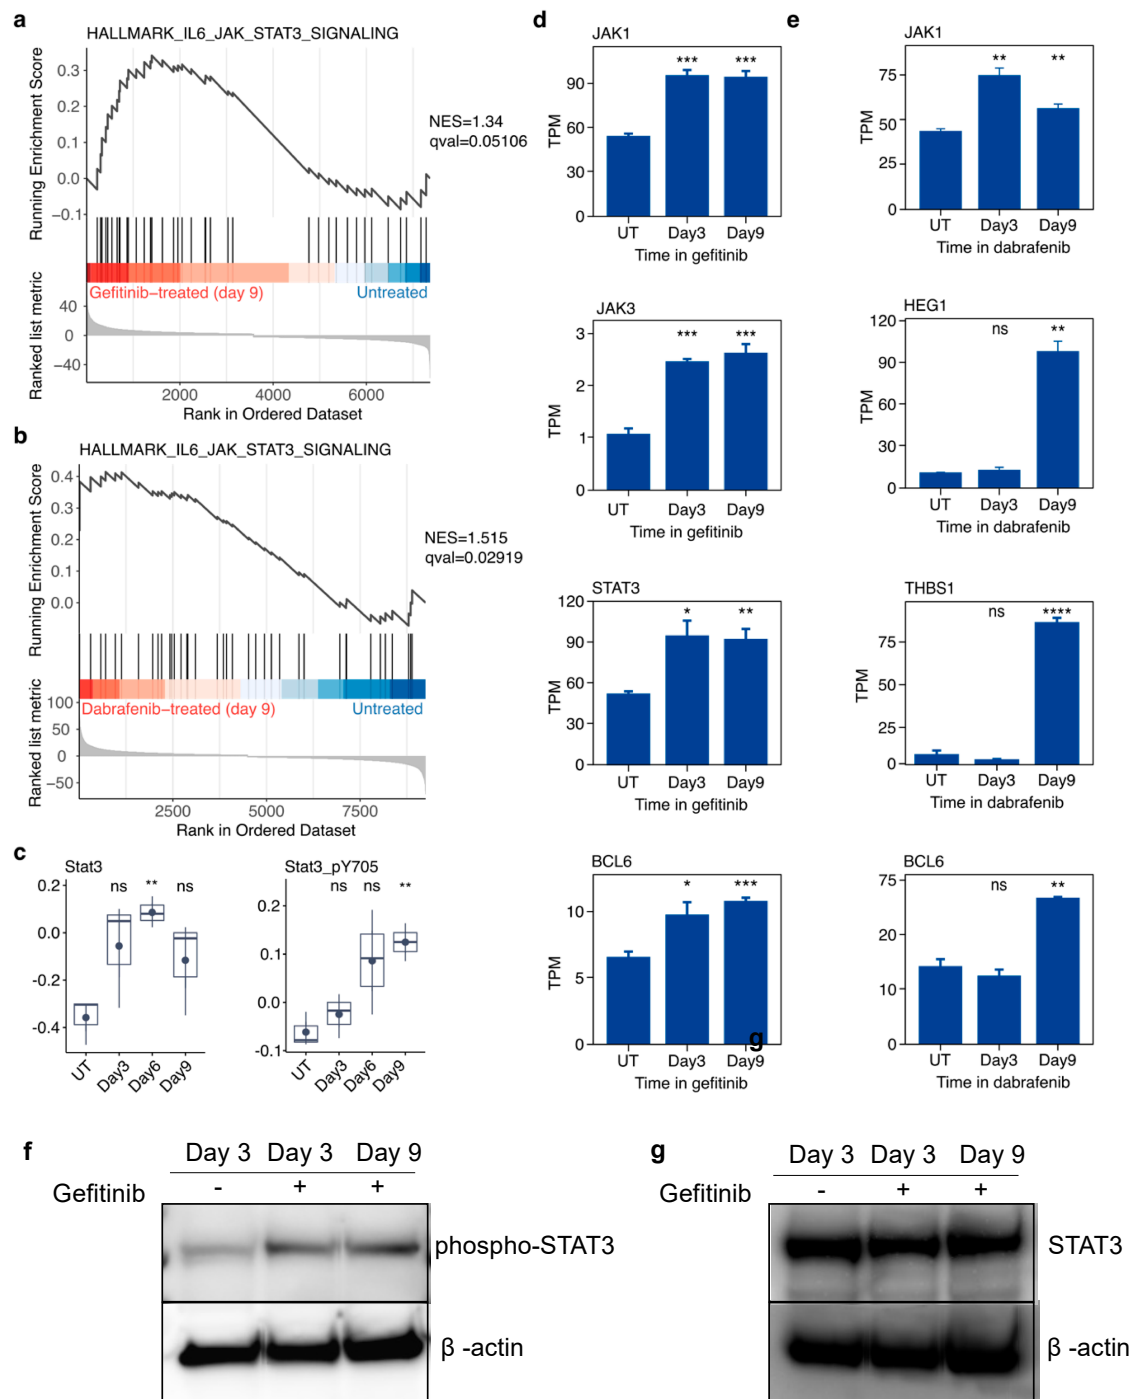 a
HALLMARK_IL6_JAK_STAT3_SIGNALING
Running Enrichment Score
0.3
0.2
0.1
0.0
−0.1
NES=1.34
qval=0.05106
Gefitinib−treated (day 9)
Untreated
Ranked list metric
40
0
−40
2000
4000
6000
Rank in Ordered Dataset
b
HALLMARK_IL6_JAK_STAT3_SIGNALING
Running Enrichment Score
0.4
0.3
0.2
0.1
0.0
NES=1.515
qval=0.02919
Dabrafenib−treated (day 9)
Untreated
Ranked list metric
100
50
0
−50
2500
5000
7500
Rank in Ordered Dataset
c
Stat3
0.2
0.0
-0.2
-0.4
ns
**
ns
UT
Day3
Day6
Day9
Stat3_pY705
0.2
0.1
0.0
-0.1
ns
ns
**
UT
Day3
Day6
Day9
d
JAK1
TPM
90
60
30
0
***
***
UT
Day3
Day9
Time in gefitinib
JAK3
TPM
3
2
1
0
***
***
UT
Day3
Day9
Time in gefitinib
STAT3
TPM
120
90
60
30
0
*
**
UT
Day3
Day9
Time in gefitinib
BCL6
TPM
10
5
0
*
***
UT
Day3
Day9
Time in gefitinib
g
e
JAK1
TPM
75
50
25
0
**
**
UT
Day3
Day9
Time in dabrafenib
HEG1
TPM
120
90
60
30
0
ns
**
UT
Day3
Day9
Time in dabrafenib
THBS1
TPM
75
50
25
0
ns
****
UT
Day3
Day9
Time in dabrafenib
BCL6
TPM
75
20
10
0
ns
**
UT
Day3
Day9
Time in dabrafenib
f
Day 3 Day 3 Day 9
Gefitinib - + +
phospho-STAT3
β -actin
g
Day 3 Day 3 Day 9
Gefitinib - + +
STAT3
β -actin